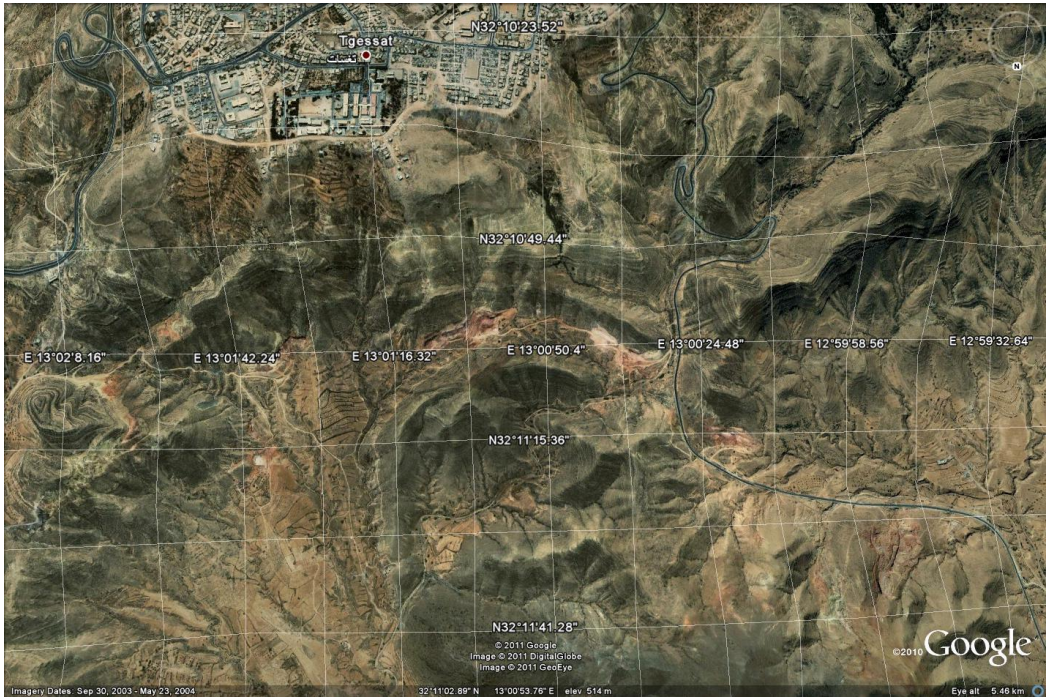 N32°10'23.52"
Tgessat
تغسات
N
N32°10'49.44"
E 13°02'8.16"
E 13°01'42.24"
E 13°01'16.32"
E 13°00'50.4"
E 13°00'24.48"
E 12°59'58.56"
E 12°59'32.64"
N32°11'15.36"
N32°11'41.28"
© 2011 Google
Image © 2011 DigitalGlobe
Image © 2011 GeoEye
©2010 Google
Imagery Dates: Sep 30, 2003 - May 23, 2004
32°11'02.89" N 13°00'53.76" E elev 514 m
Eye alt 5.46 km